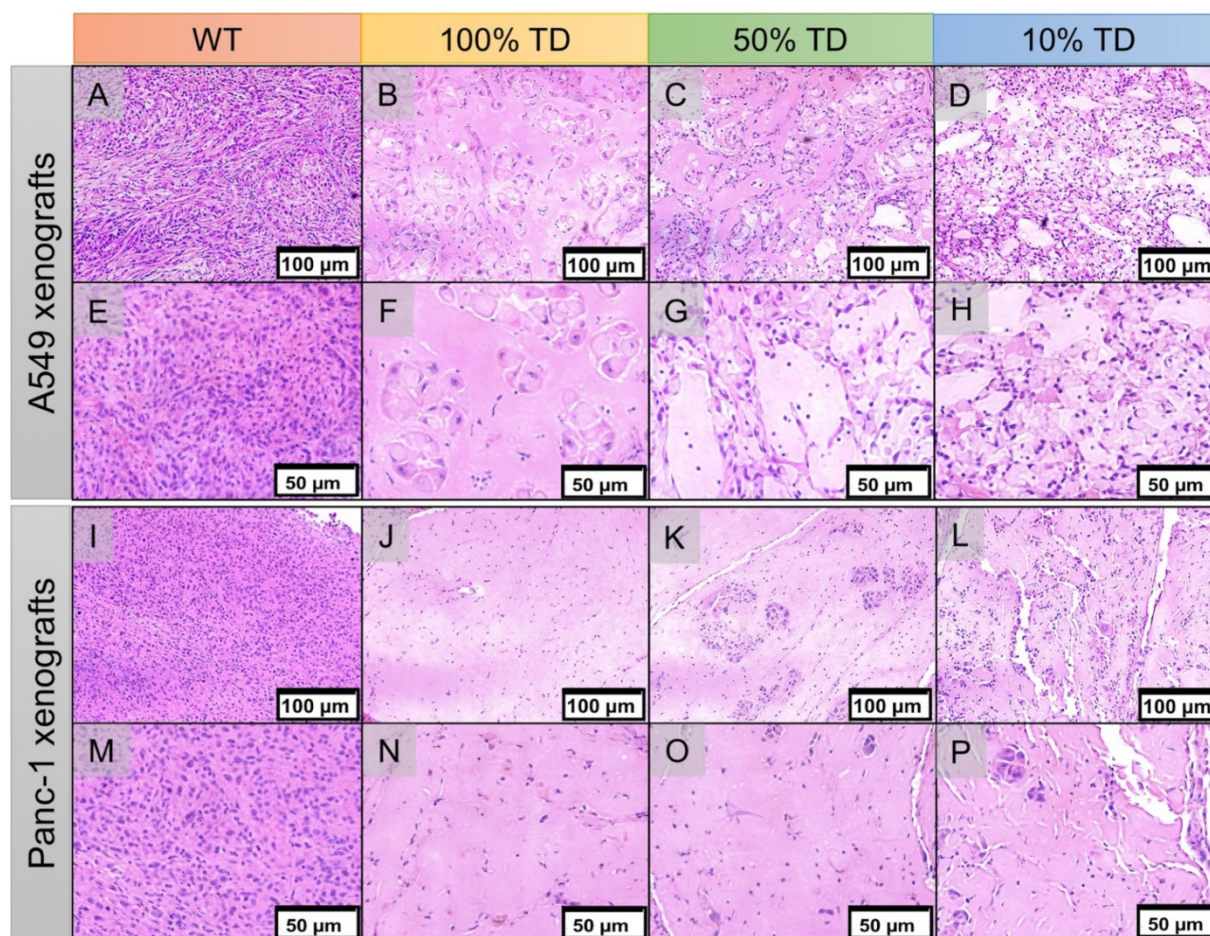 WT 100% TD 50% TD 10% TD
A549 xenografts
A B C D
100 µm 100 µm 100 µm 100 µm
E F G H
50 µm 50 µm 50 µm 50 µm
Panc-1 xenografts
I J K L
100 µm 100 µm 100 µm 100 µm
M N O P
50 µm 50 µm 50 µm 50 µm